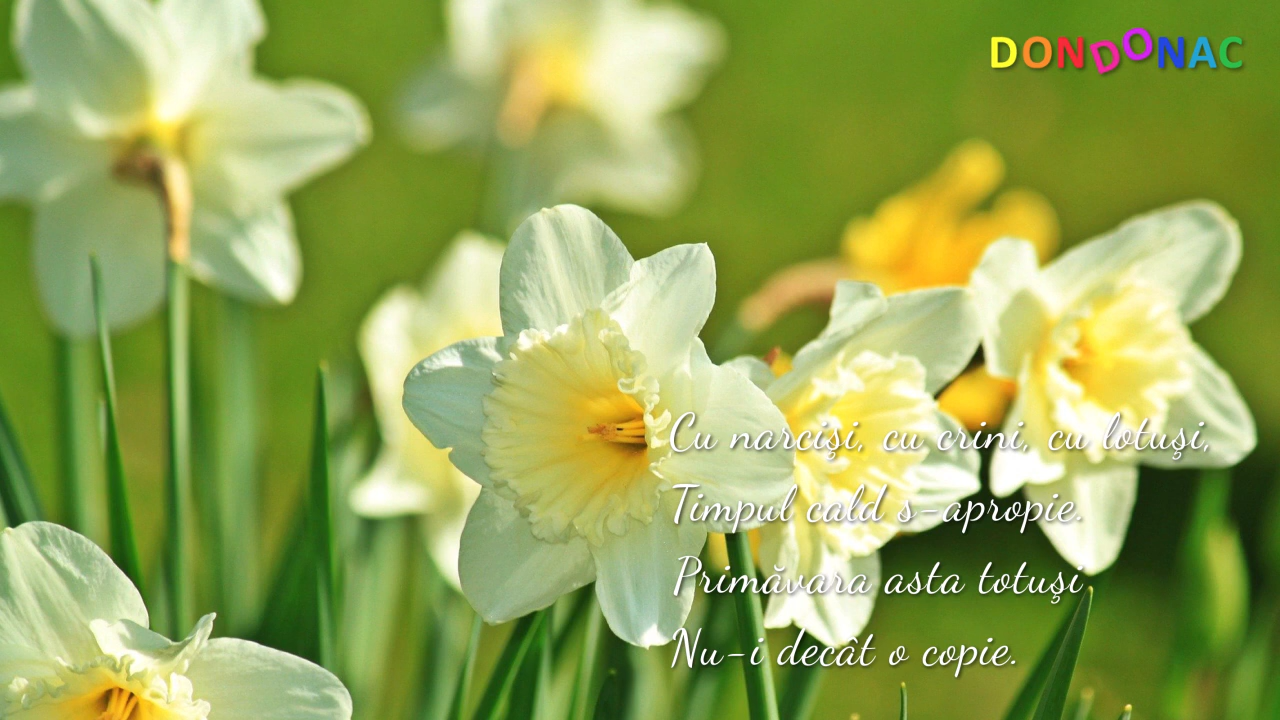 DONDONAC
Cu narcişi, cu crini, cu lotuşi,
Timpul cald s-apropie.
Primăvara asta totuşi
Nu-i decât o copie.